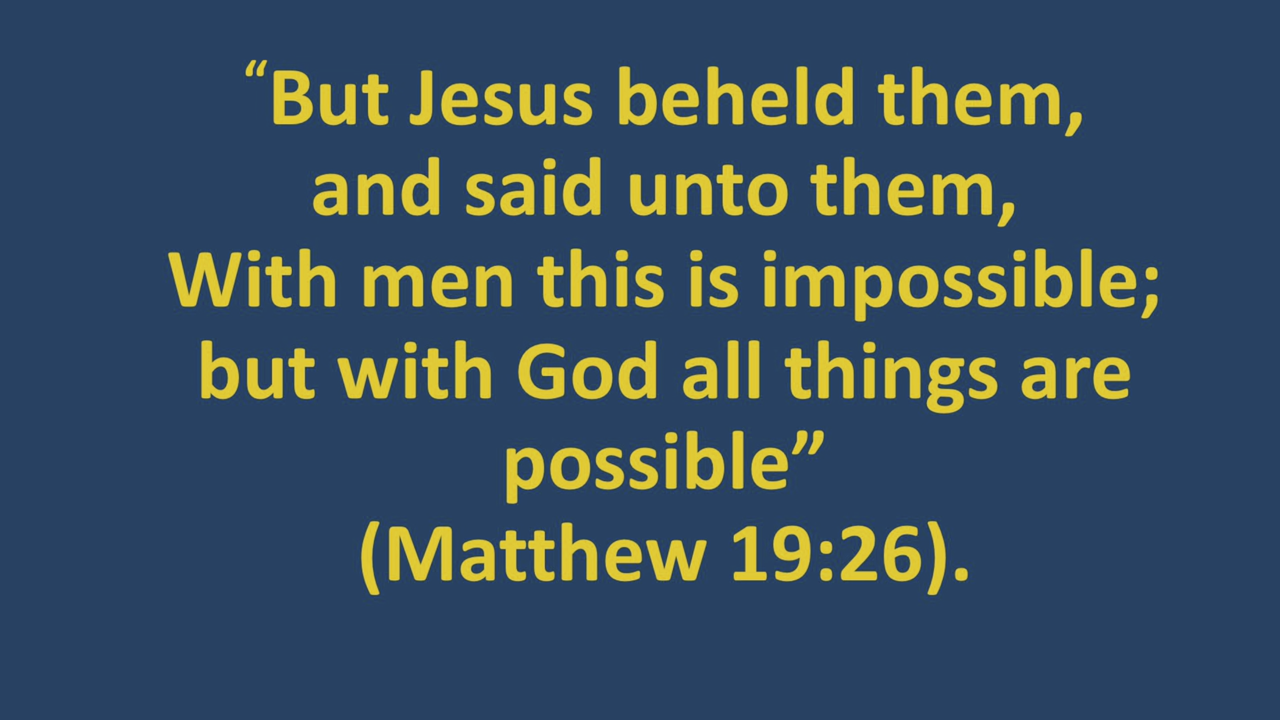 “But Jesus beheld them,
and said unto them,
With men this is impossible;
but with God all things are
possible”
(Matthew 19:26).